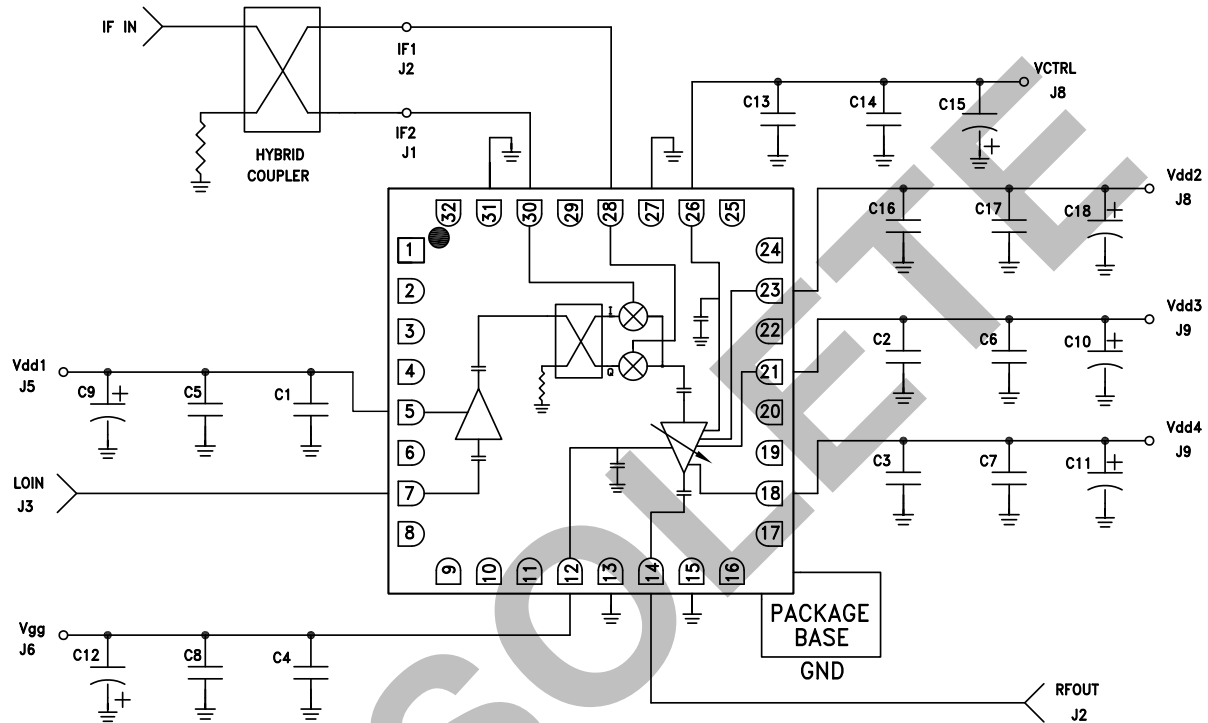 IF IN
IF1
J2
IF2
J1
HYBRID
COUPLER
VCTRL
J8
C13
C14
C15
+
Vdd2
J8
C16
C17
C18
+
Vdd3
J9
C2
C6
C10
+
Vdd4
J9
C3
C7
C11
+
Vdd1
J5
C9
+
C5
C1
LOIN
J3
Vgg
J6
C12
+
C8
C4
32
31
30
29
28
27
26
25
1
2
3
4
5
6
7
8
24
23
22
21
20
19
18
17
9
10
11
12
13
14
15
16
I
Q
PACKAGE
BASE
GND
RFOUT
J2
SOLETE